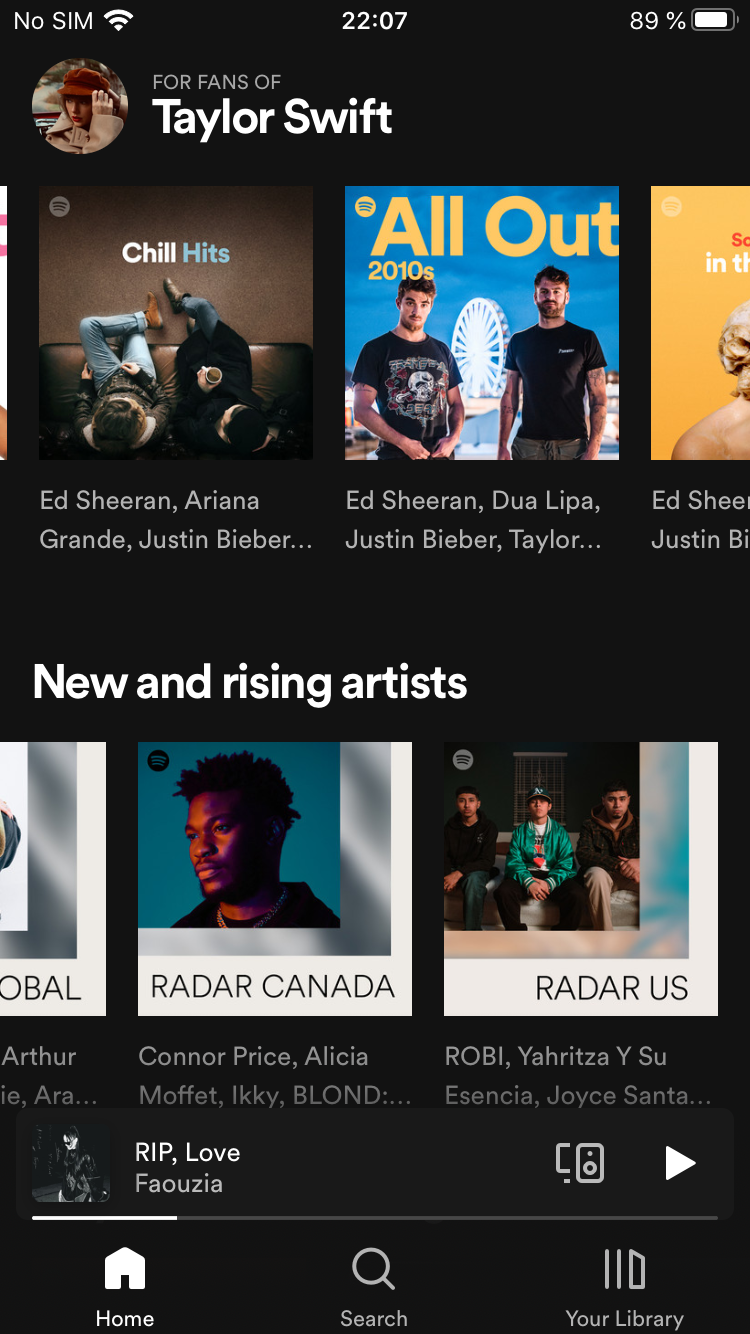 No SIM 22:07 89 %
FOR FANS OF
Taylor Swift
Chill Hits
All Out
2010s
in th
Ed Sheeran, Ariana
Grande, Justin Bieber...
Ed Sheeran, Dua Lipa,
Justin Bieber, Taylor...
Ed Sheer
Justin Bi
New and rising artists
OBAL
RADAR CANADA
RADAR US
Arthur
ie, Ara...
Connor Price, Alicia
Moffet, Ikky, BLOND:...
ROBI, Yahritza Y Su
Esencia, Joyce Santa...
RIP, Love
Faouzia
Home
Search
Your Library